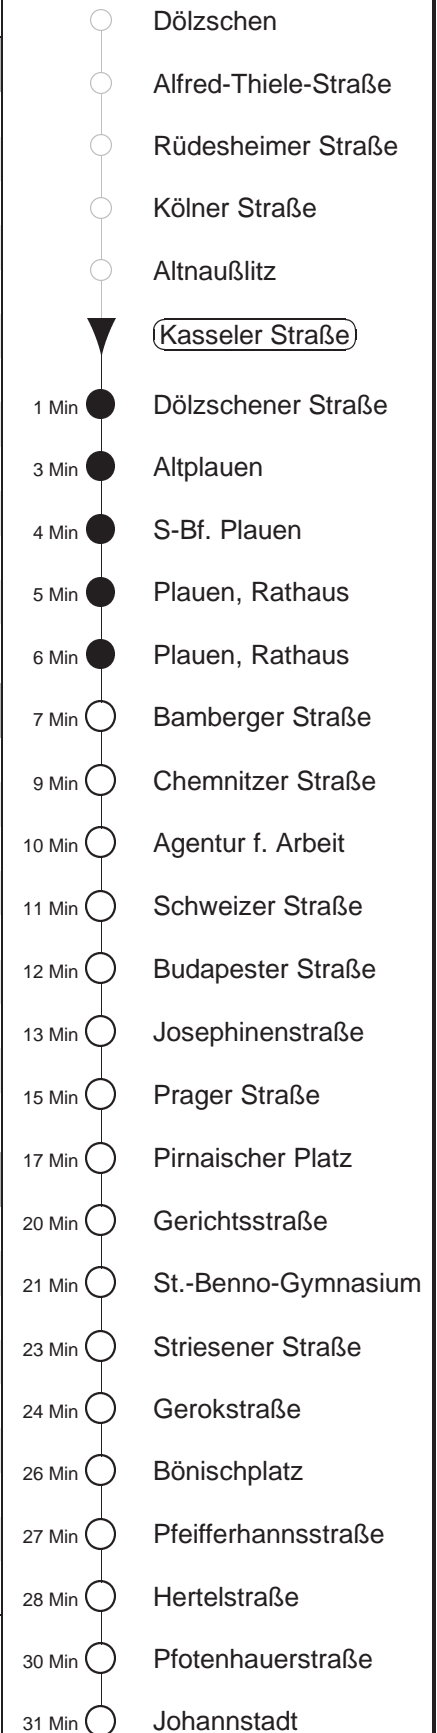 Dölzschen
Alfred-Thiele-Straße
Rüdesheimer Straße
Kölner Straße
Altnaußlitz
Kasseler Straße
1 Min Dölzschener Straße
3 Min Altplauen
4 Min S-Bf. Plauen
5 Min Plauen, Rathaus
6 Min Plauen, Rathaus
7 Min Bamberger Straße
9 Min Chemnitzer Straße
10 Min Agentur f. Arbeit
11 Min Schweizer Straße
12 Min Budapester Straße
13 Min Josephinenstraße
15 Min Prager Straße
17 Min Pirnaischer Platz
20 Min Gerichtsstraße
21 Min St.-Benno-Gymnasium
23 Min Striesener Straße
24 Min Gerokstraße
26 Min Bönischplatz
27 Min Pfeifferhannsstraße
28 Min Hertelstraße
30 Min Pfotenhauerstraße
31 Min Johannstadt